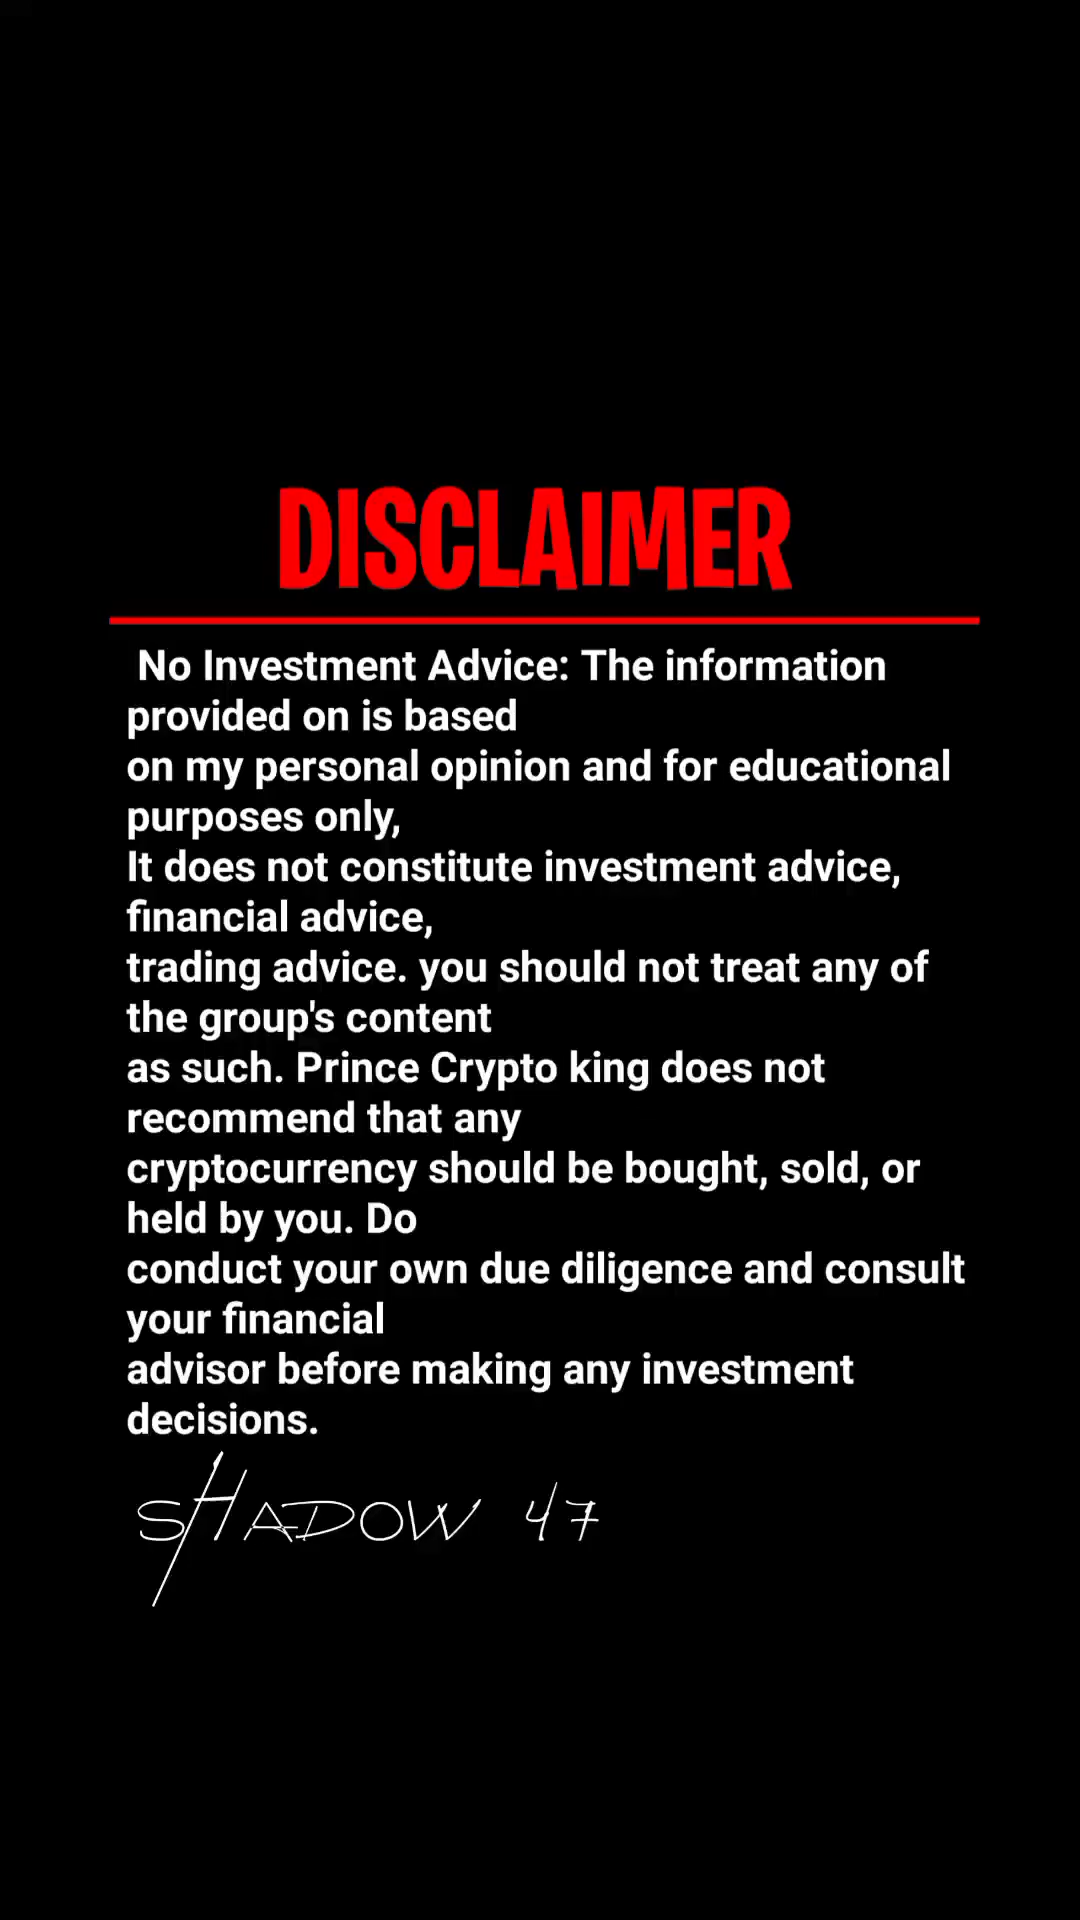 DISCLAIMER
No Investment Advice: The information
provided on is based
on my personal opinion and for educational
purposes only,
It does not constitute investment advice,
financial advice,
trading advice. you should not treat any of
the group's content
as such. Prince Crypto king does not
recommend that any
cryptocurrency should be bought, sold, or
held by you. Do
conduct your own due diligence and consult
your financial
advisor before making any investment
decisions.
SHADOW 47